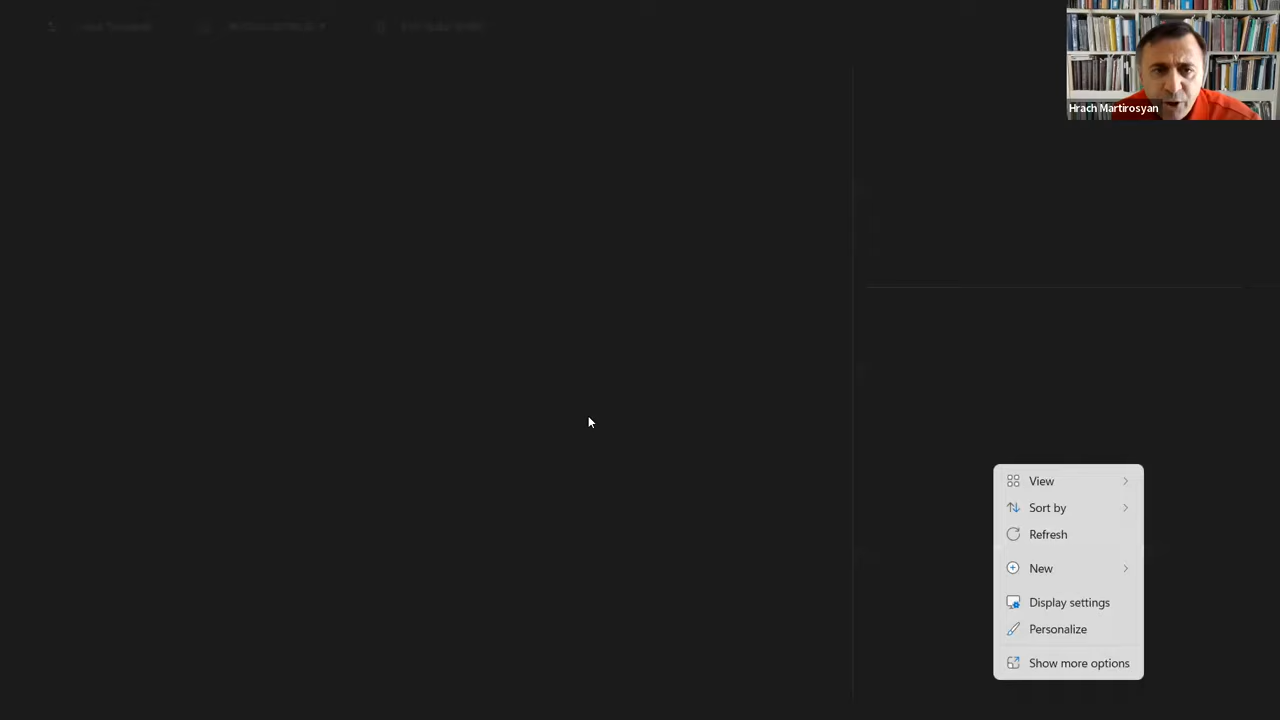 Hrach Martirosyan
View
Sort by
Refresh
New
Display settings
Personalize
Show more options